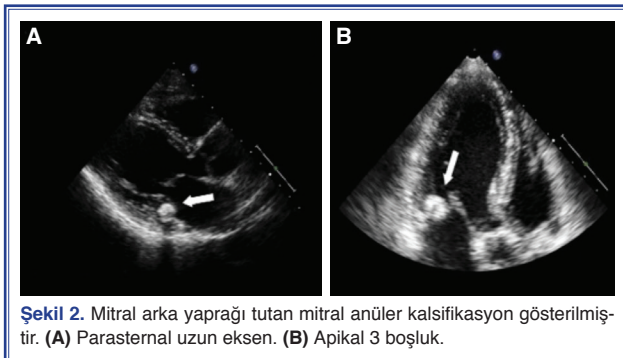 A
B
Şekil 2. Mitral arka yaprağı tutan mitral anüler kalsifikasyon gösterilmiş-
tir. (A) Parasternal uzun eksen. (B) Apikal 3 boşluk.